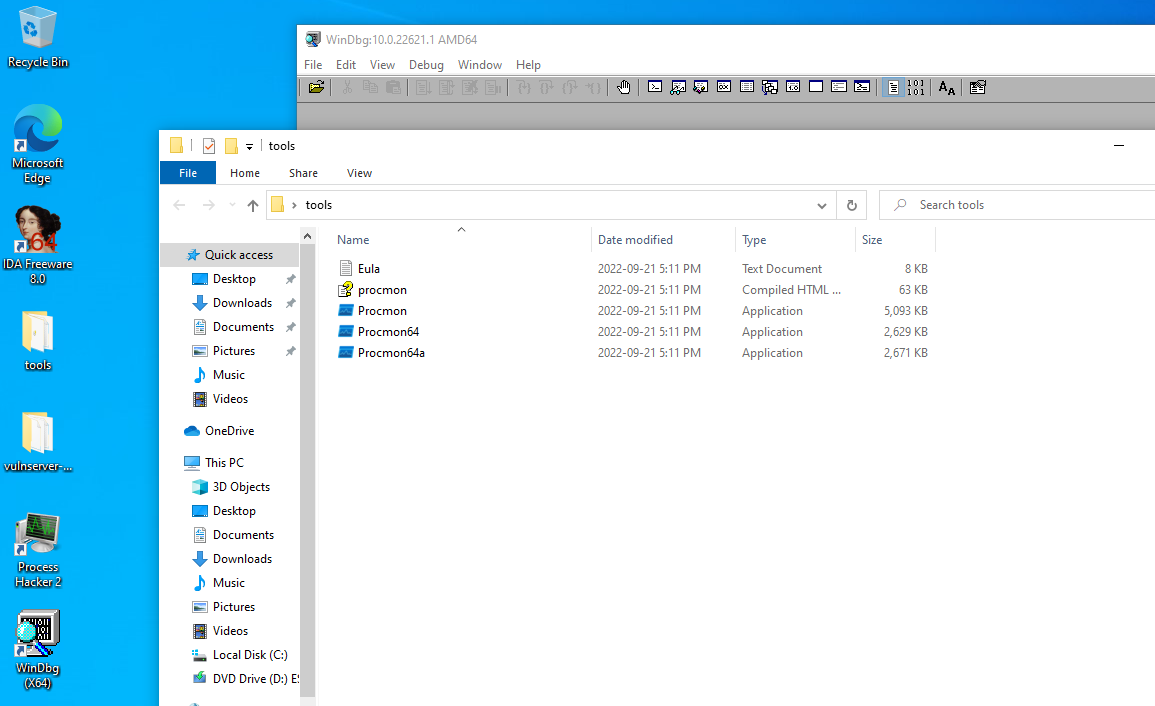 Recycle Bin
Microsoft
Edge
64
IDA Freeware
8.0
tools
vulnserver-...
Process
Hacker 2
WinDbg
(X64)
WinDbg:10.0.22621.1 AMD64
File Edit View Debug Window Help
101
101
AA
tools
File Home Share View
tools
Search tools
Name Date modified Type Size
Eula 2022-09-21 5:11 PM Text Document 8 KB
procmon 2022-09-21 5:11 PM Compiled HTML ... 63 KB
Procmon 2022-09-21 5:11 PM Application 5,093 KB
Procmon64 2022-09-21 5:11 PM Application 2,629 KB
Procmon64a 2022-09-21 5:11 PM Application 2,671 KB
Quick access
Desktop
Downloads
Documents
Pictures
Music
Videos
OneDrive
This PC
3D Objects
Desktop
Documents
Downloads
Music
Pictures
Videos
Local Disk (C:)
DVD Drive (D:) ES